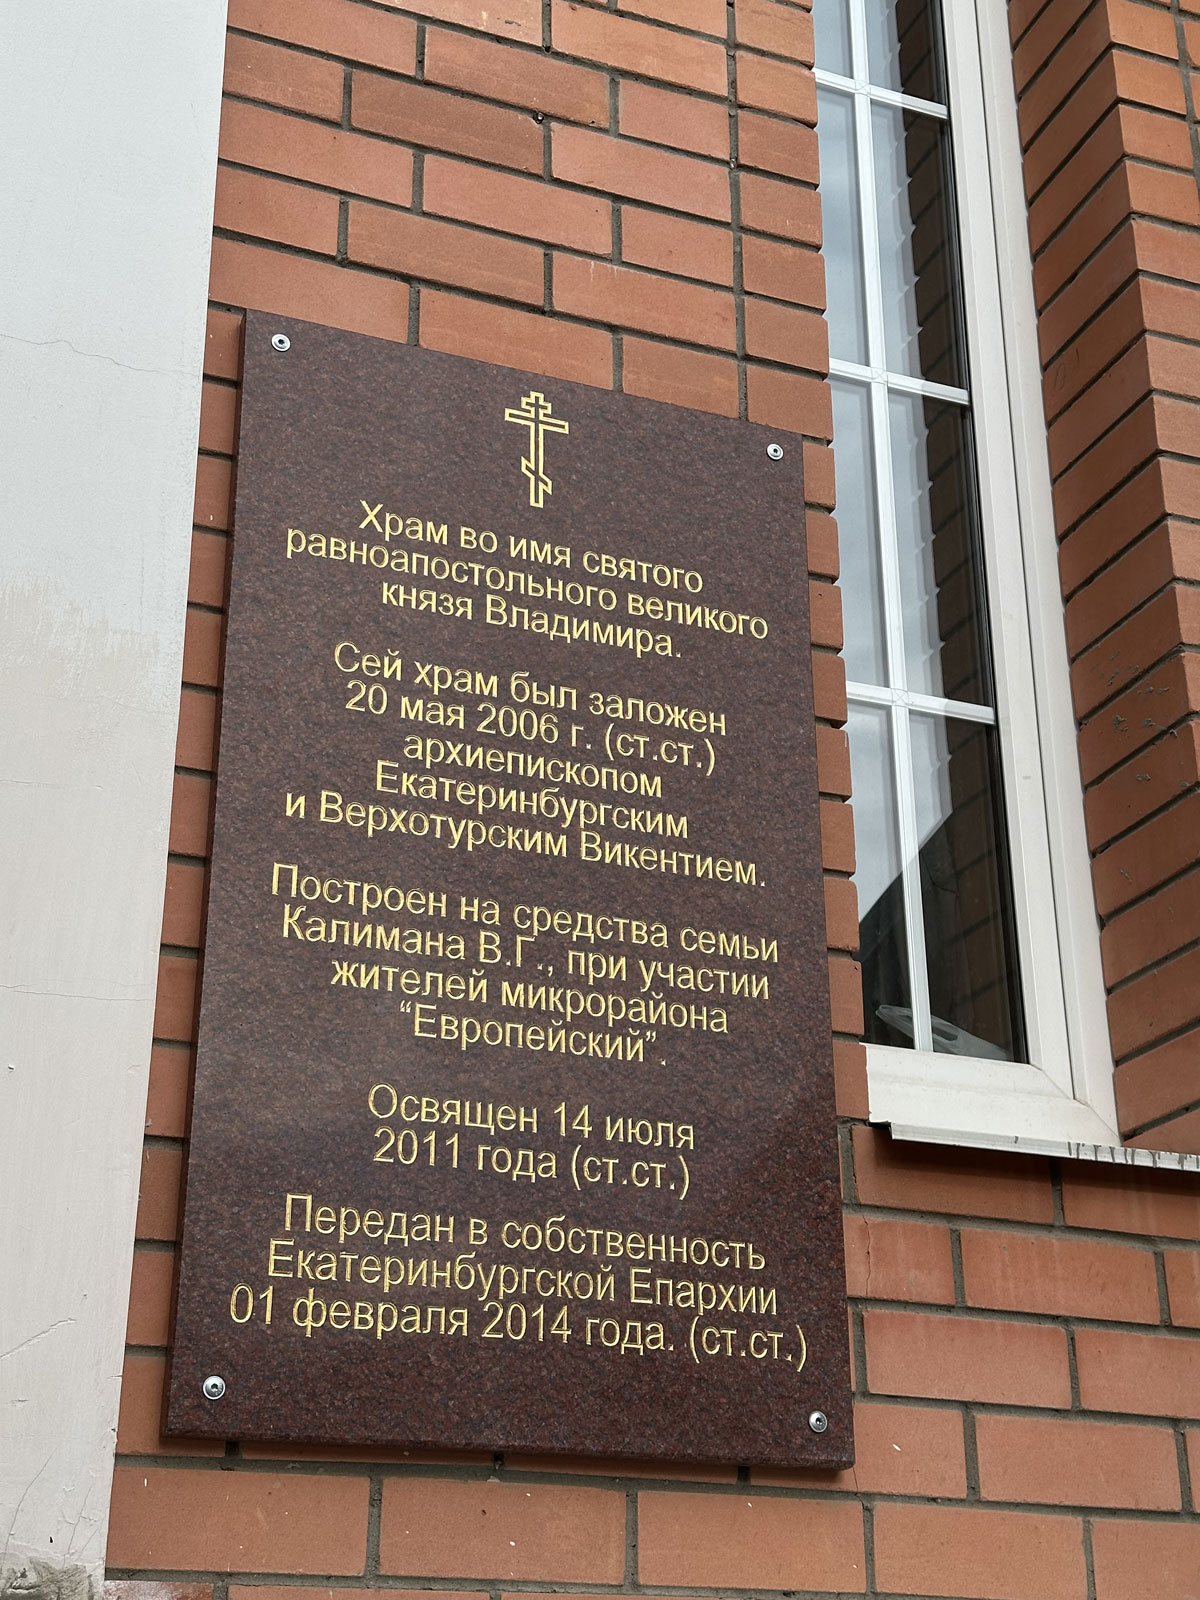 Храм во имя святого
равноапостольного великого
князя Владимира.
Сей храм был заложен
20 мая 2006 г. (ст.ст.)
архиепископом
Екатеринбургским
и Верхотурским Викентием.
Построен на средства семьи
Калимана В.Г., при участии
жителей микрорайона
“Европейский”.
Освящен 14 июля
2011 года (ст.ст.)
Передан в собственность
Екатеринбургской Епархии
01 февраля 2014 года. (ст.ст.)